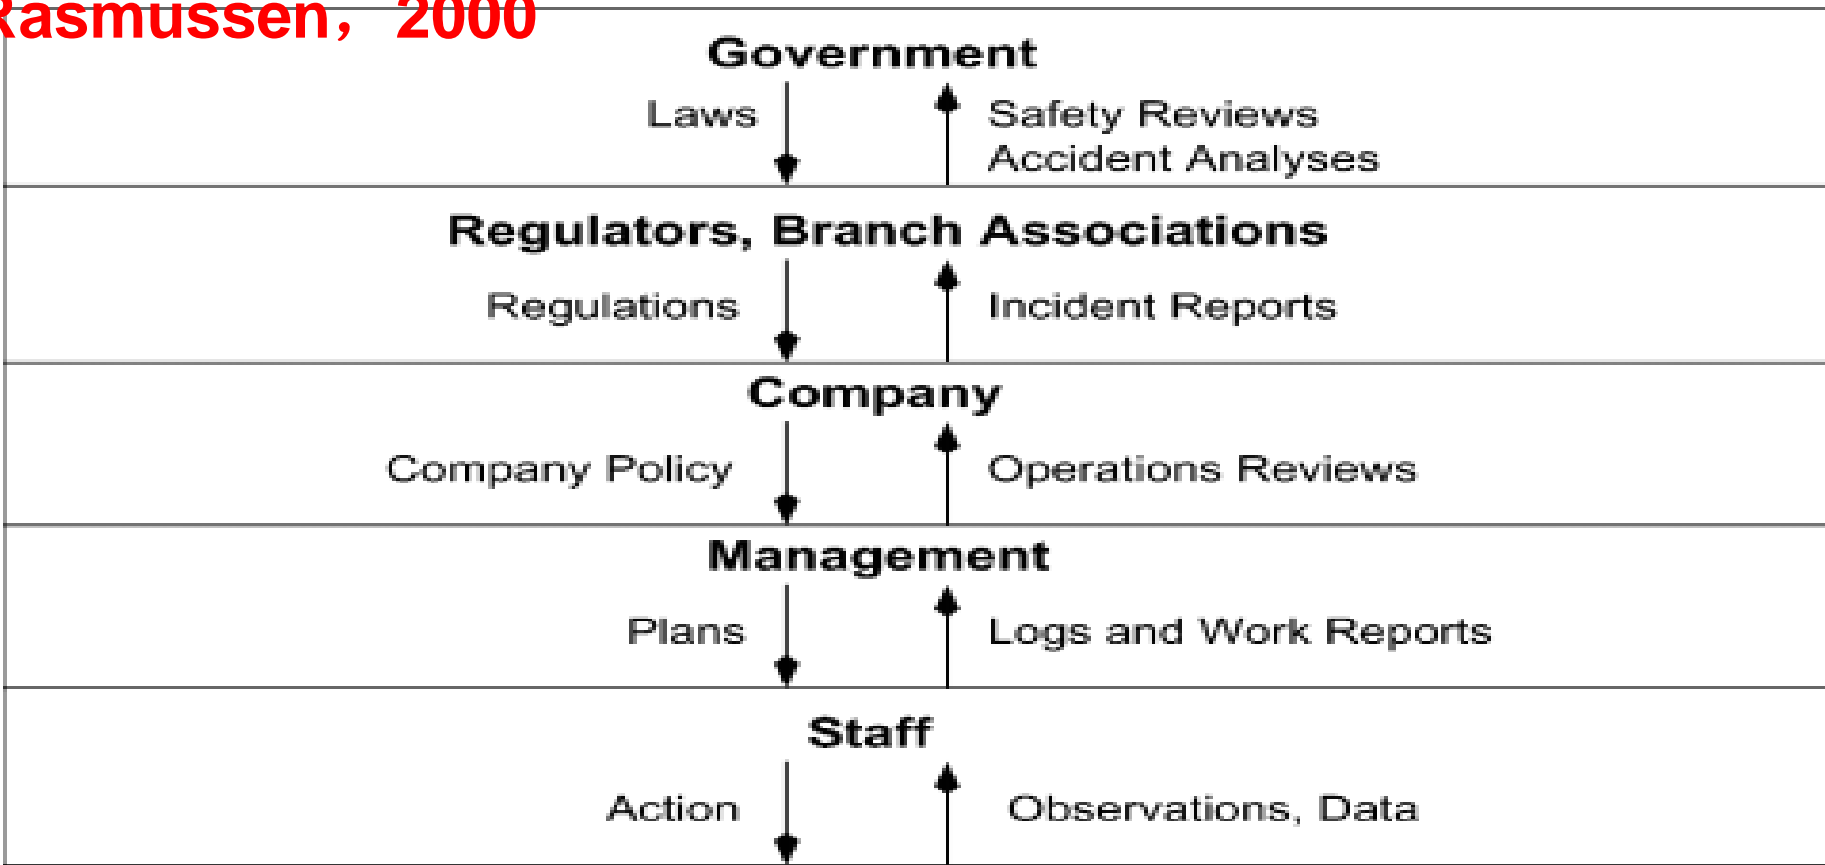 Rasmussen，2000
Government
Laws
Safety Reviews
Accident Analyses
Regulators, Branch Associations
Regulations
Incident Reports
Company
Company Policy
Operations Reviews
Management
Plans
Logs and Work Reports
Staff
Action
Observations, Data